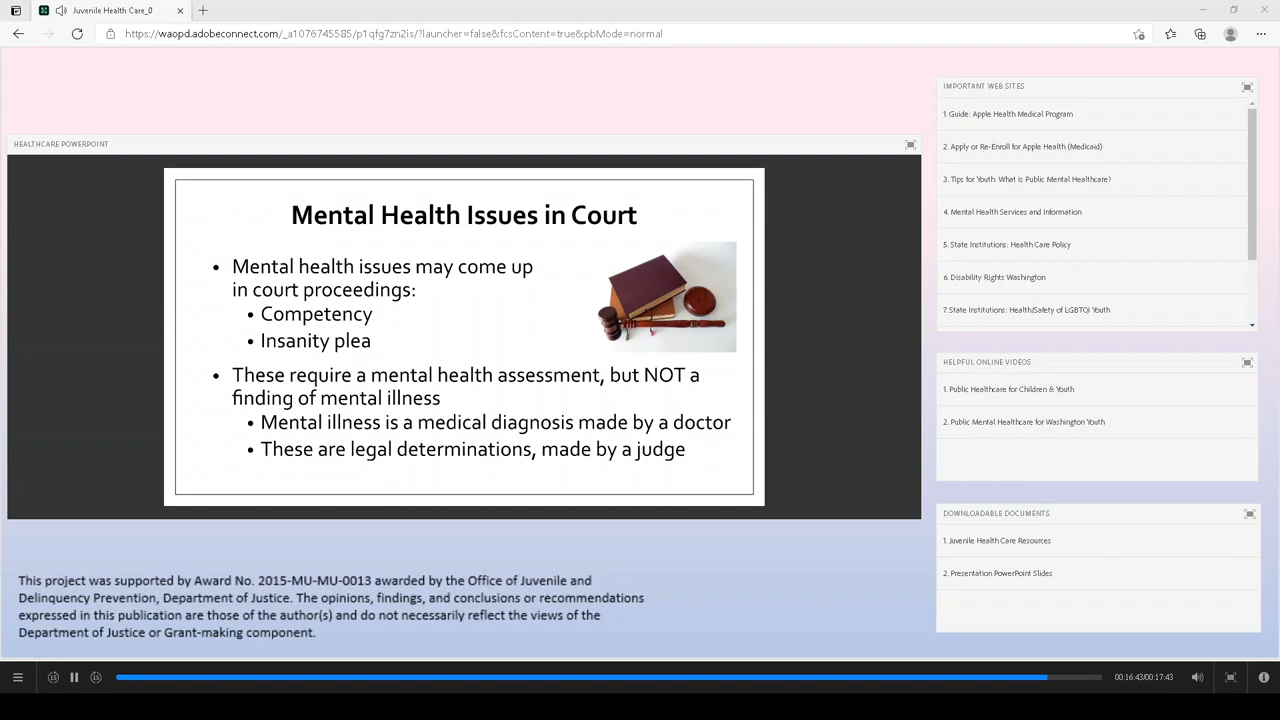 Juvenile Health Care_0
https://waopd.adobeconnect.com/_a1076745585/p1qfg7zn2is/?launcher=false&fcsContent=true&pbMode=normal
HEALTHCARE POWERPOINT
Mental Health Issues in Court
• Mental health issues may come up
in court proceedings:
• Competency
• Insanity plea
• These require a mental health assessment, but NOT a
finding of mental illness
• Mental illness is a medical diagnosis made by a doctor
• These are legal determinations, made by a judge
IMPORTANT WEB SITES
1. Guide: Apple Health Medical Program
2. Apply or Re-Enroll for Apple Health (Medicaid)
3. Tips for Youth: What is Public Mental Healthcare?
4. Mental Health Services and Information
5. State Institutions: Health Care Policy
6. Disability Rights Washington
7. State Institutions: Health/Safety of LGBTQI Youth
HELPFUL ONLINE VIDEOS
1. Public Healthcare for Children & Youth
2. Public Mental Healthcare for Washington Youth
DOWNLOADABLE DOCUMENTS
1. Juvenile Health Care Resources
2. Presentation PowerPoint Slides
This project was supported by Award No. 2015-MU-MU-0013 awarded by the Office of Juvenile and
Delinquency Prevention, Department of Justice. The opinions, findings, and conclusions or recommendations
expressed in this publication are those of the author(s) and do not necessarily reflect the views of the
Department of Justice or Grant-making component.
15
15
00:16:43/00:17:43